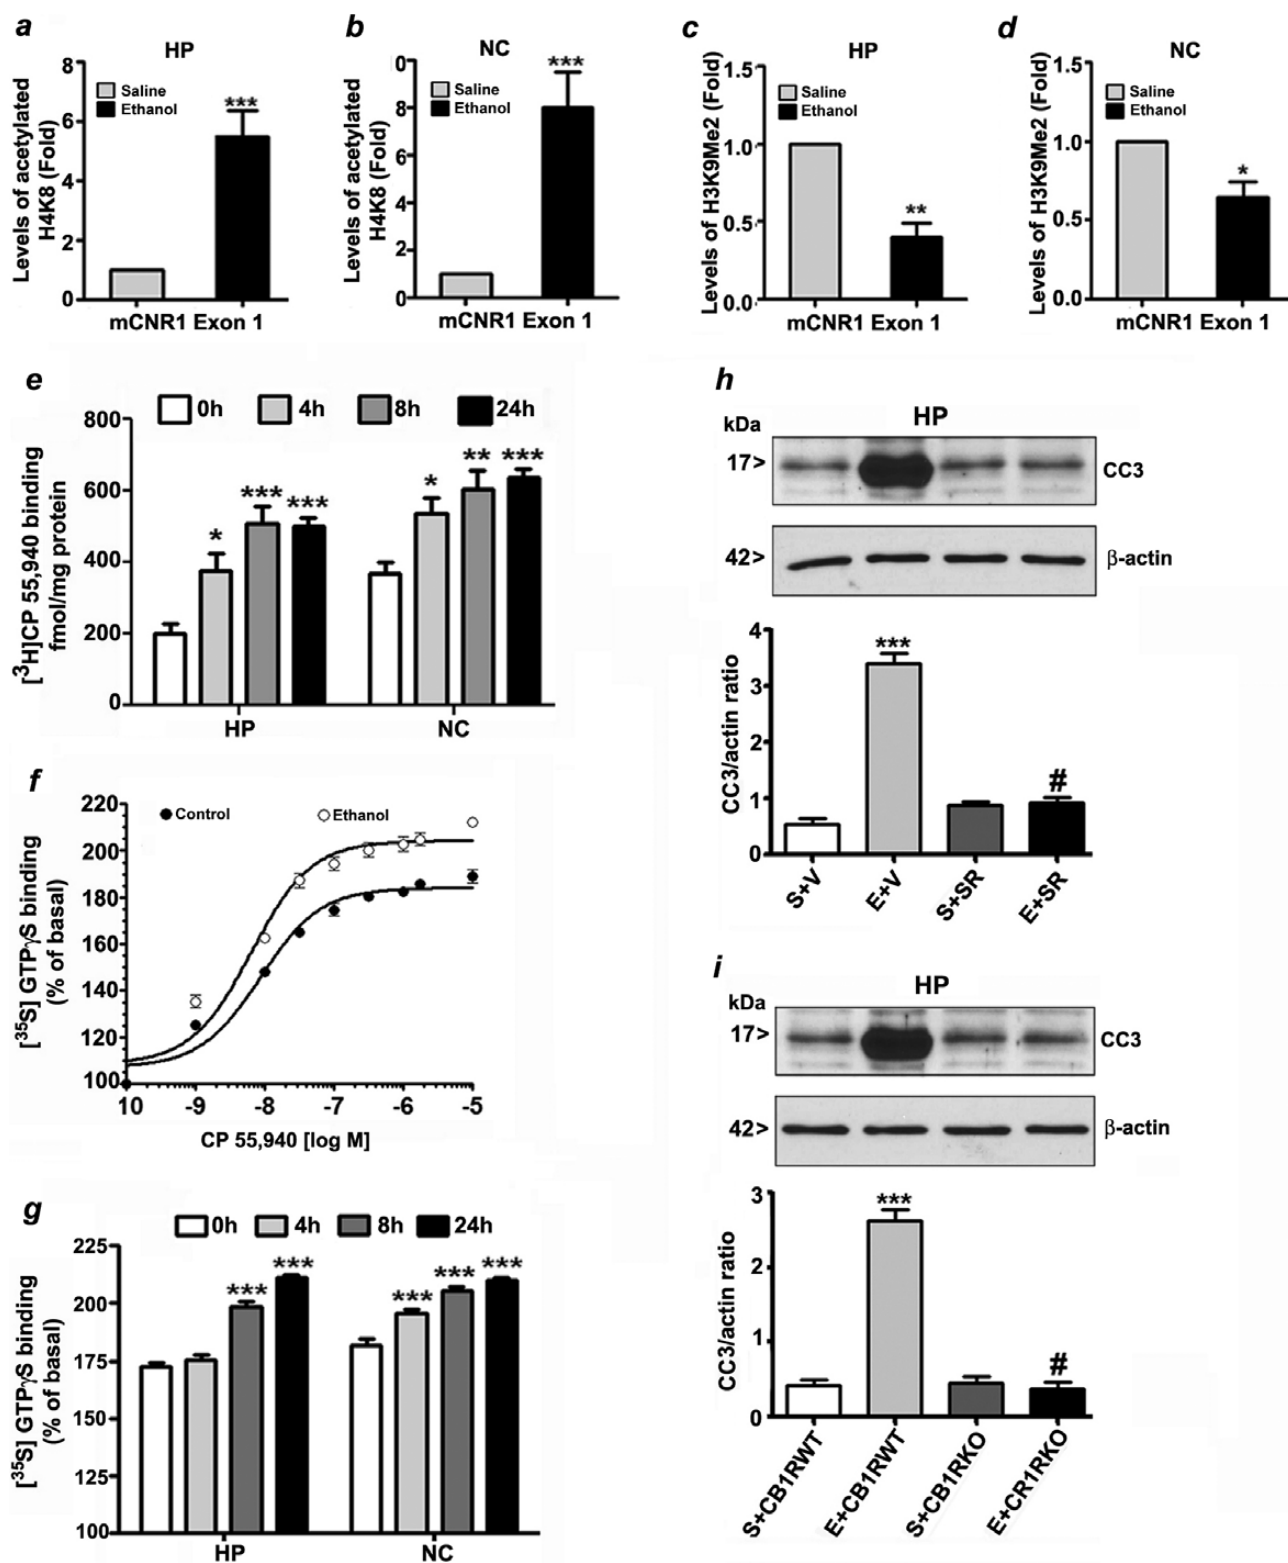 a
HP
Levels of acetylated
H4K8 (Fold)
8
6
4
2
0
Saline
Ethanol
***
mCNR1 Exon 1
b
NC
Levels of acetylated
H4K8 (Fold)
0
8
6
4
2
0
Saline
Ethanol
***
mCNR1 Exon 1
c
HP
Levels of H3K9Me2 (Fold)
1.5
1.0
0.5
0.0
Saline
Ethanol
**
mCNR1 Exon 1
d
NC
Levels of H3K9Me2 (Fold)
1.5
1.0
0.5
0.0
Saline
Ethanol
*
mCNR1 Exon 1
e
0h 4h 8h 24h
[³H]CP 55,940 binding
fmol/mg protein
800
600
400
200
0
* *** *** * ** ***
HP NC
f
Control Ethanol
[³⁵S] GTPγS binding
(% of basal)
220
200
180
160
140
120
100
10 -9 -8 -7 -6 -5
CP 55,940 [log M]
g
0h 4h 8h 24h
[³⁵S] GTPγS binding
(% of basal)
225
200
175
150
125
100
*** *** *** *** ***
HP NC
h
HP
kDa
17> CC3
42> β-actin
CC3/actin ratio
4
3
2
1
0
***
#
S+V E+V S+SR E+SR
i
HP
kDa
17> CC3
42> β-actin
CC3/actin ratio
3
2
1
0
***
#
S+CB1RWT E+CB1RWT S+CB1RKO E+CR1RKO